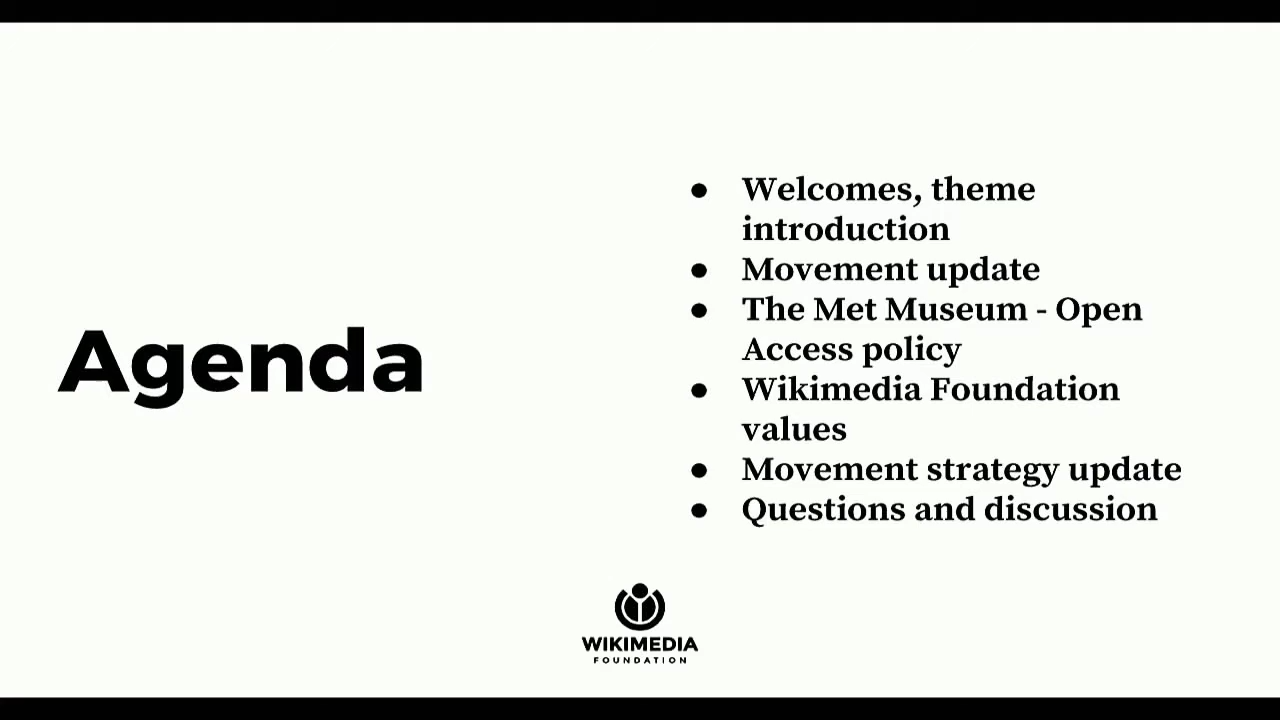 Agenda
● Welcomes, theme
introduction
● Movement update
● The Met Museum - Open
Access policy
● Wikimedia Foundation
values
● Movement strategy update
● Questions and discussion
WIKIMEDIA
FOUNDATION